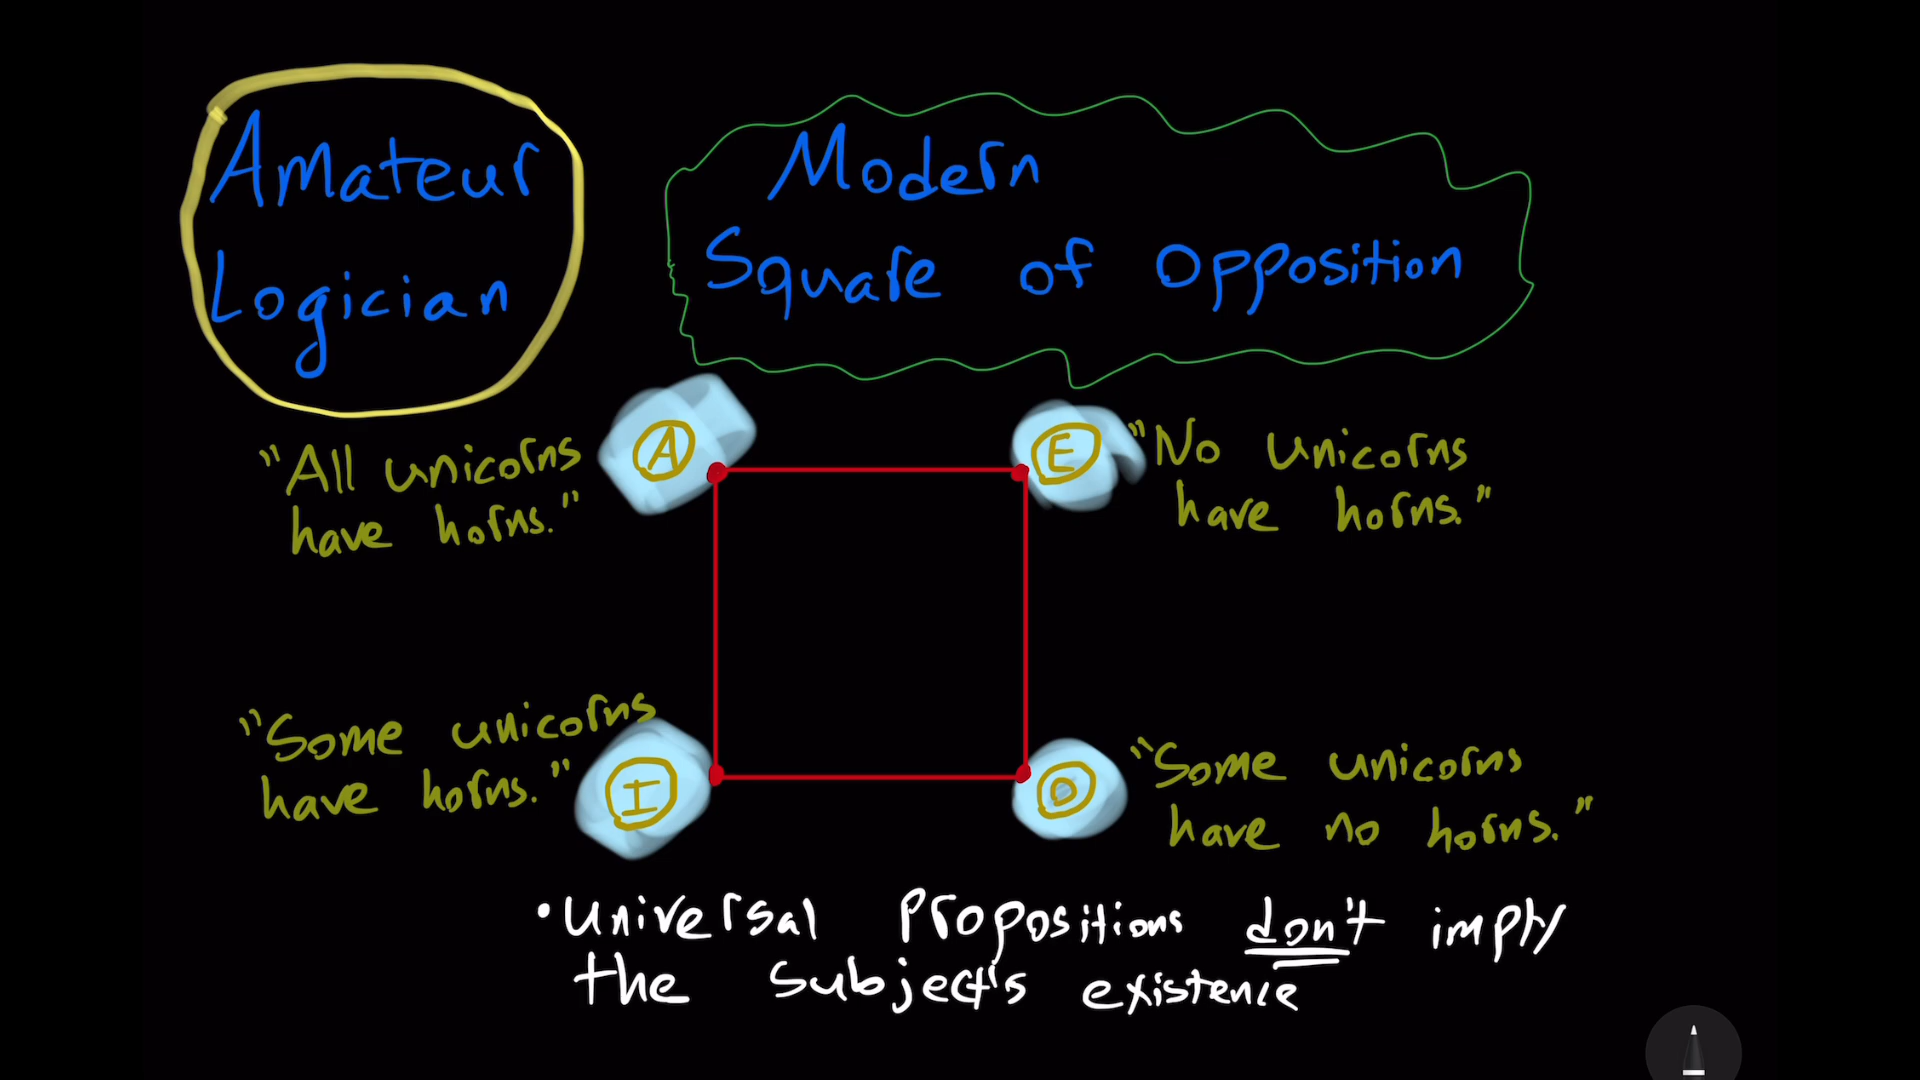 Amateur
Logician
Modern
Square of Opposition
A
"All unicorns
have horns."
E
"No unicorns
have horns."
"Some unicorns
have horns."
I
O
"Some unicorns
have no horns."
• Universal Propositions don't imply
the subject's existence